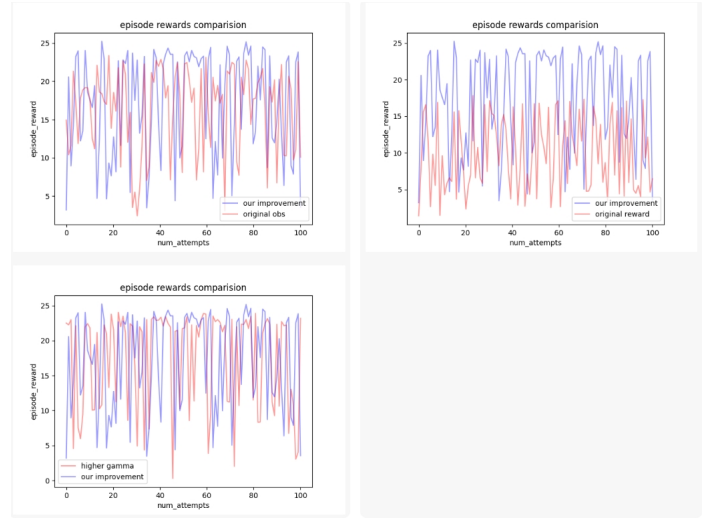 episode rewards comparision
episode_reward
25
20
15
10
5
our improvement
original obs
0
20
40
60
80
100
num_attempts
episode rewards comparision
episode_reward
25
20
15
10
5
our improvement
original reward
0
20
40
60
80
100
num_attempts
episode rewards comparision
episode_reward
25
20
15
10
5
0
higher gamma
our improvement
0
20
40
60
80
100
num_attempts